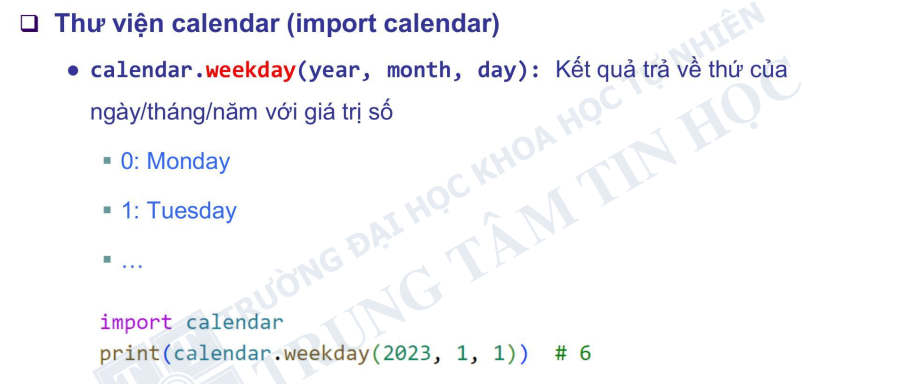 Thư viện calendar (import calendar)
calendar.weekday(year, month, day): Kết quả trả về thứ của
ngày/tháng/năm với giá trị số
0: Monday
1: Tuesday
…
import calendar
print(calendar.weekday(2023, 1, 1)) # 6
TRƯỜNG ĐẠI HỌC KHOA HỌC TỰ NHIÊN
TRUNG TÂM TIN HỌC